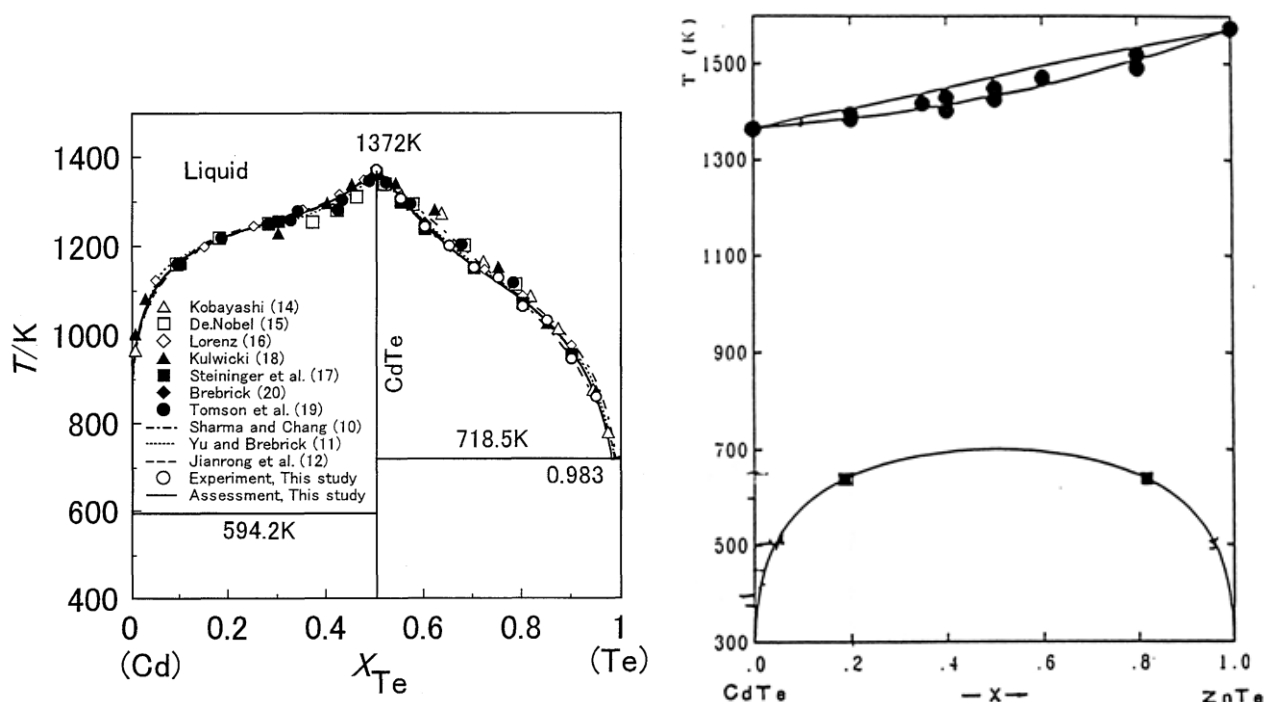 1400
1200
1000
800
600
400
T/K
Liquid
1372K
CdTe
718.5K
0.983
594.2K
Kobayashi (14)
De.Nobel (15)
Lorenz (16)
Kulwicki (18)
Steininger et al. (17)
Brebrick (20)
Tomson et al. (19)
Sharma and Chang (10)
Yu and Brebrick (11)
Jianrong et al. (12)
Experiment, This study
Assessment, This study
0 0.2 0.4 0.6 0.8 1
(Cd) XTe (Te)
T (K)
1500
1300
1100
900
700
500
300
.0 .2 .4 .6 .8 1.0
CdTe —X→ ZnTe